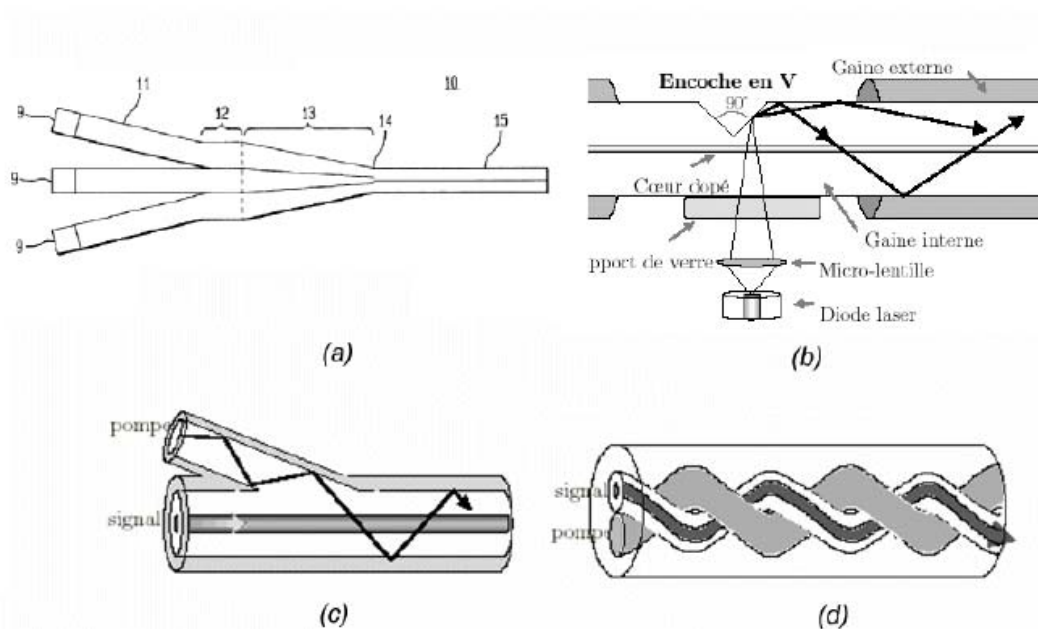 11
12
13
10
14
15
9
9
9
(a)
Encoche en V
90°
Gaine externe
Cœur dopé
Gaine interne
pport de verre
Micro-lentille
Diode laser
(b)
pompe
signal
(c)
signal
pompe
(d)